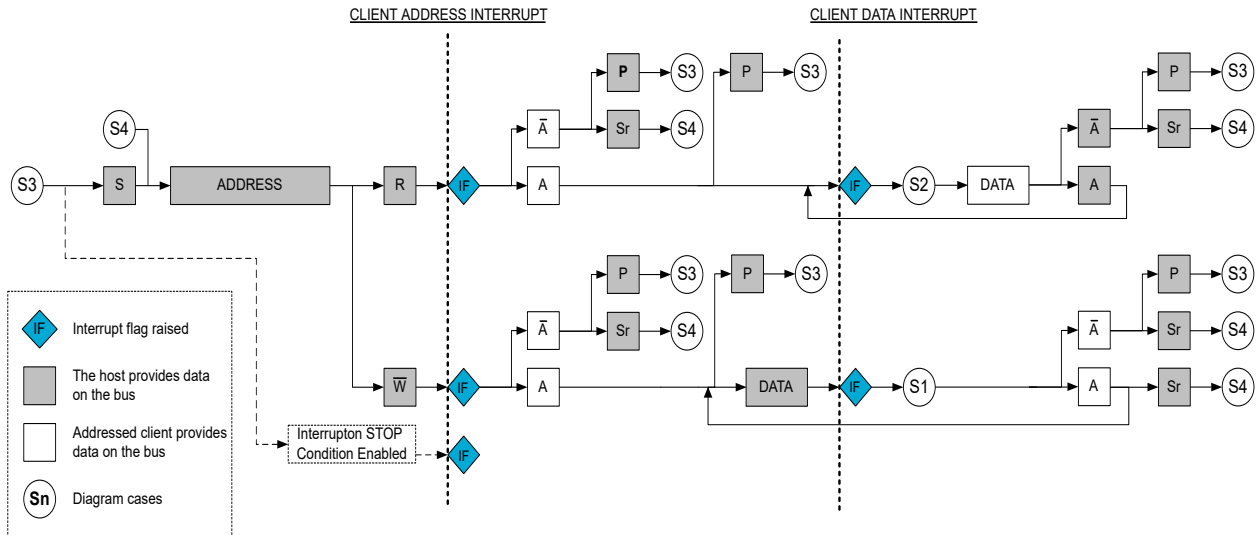 CLIENT ADDRESS INTERRUPT
CLIENT DATA INTERRUPT
P
S3
P
S3
P
S3
S4
A̅
Sr
S4
A̅
Sr
S4
S3
S
ADDRESS
R
IF
A
IF
S2
DATA
A
P
S3
P
S3
P
S3
A̅
Sr
S4
A̅
Sr
S4
W̅
IF
A
DATA
IF
S1
A
Sr
S4
Interrupton STOP
Condition Enabled
IF
IF
Interrupt flag raised
The host provides data
on the bus
Addressed client provides
data on the bus
Sn
Diagram cases